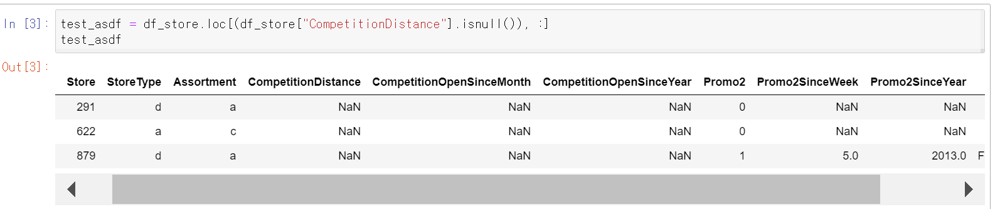 In [3]: test_asdf = df_store.loc[(df_store["CompetitionDistance"].isnull()), :]
test_asdf
Out[3]:
Store StoreType Assortment CompetitionDistance CompetitionOpenSinceMonth CompetitionOpenSinceYear Promo2 Promo2SinceWeek Promo2SinceYear
291 d a NaN NaN NaN 0 NaN NaN
622 a c NaN NaN NaN 0 NaN NaN
879 d a NaN NaN NaN 1 5.0 2013.0 F